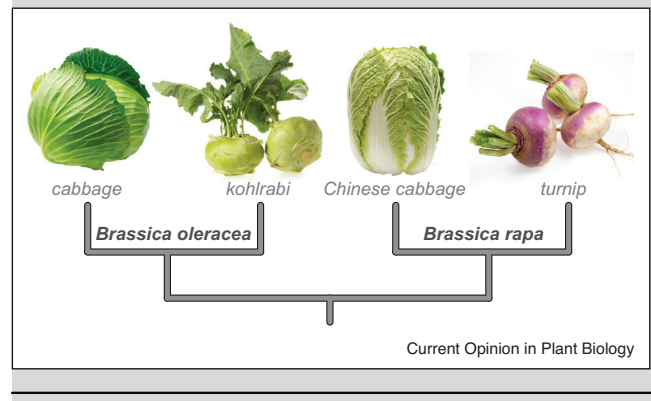 cabbage kohlrabi Chinese cabbage turnip
Brassica oleracea Brassica rapa
Current Opinion in Plant Biology